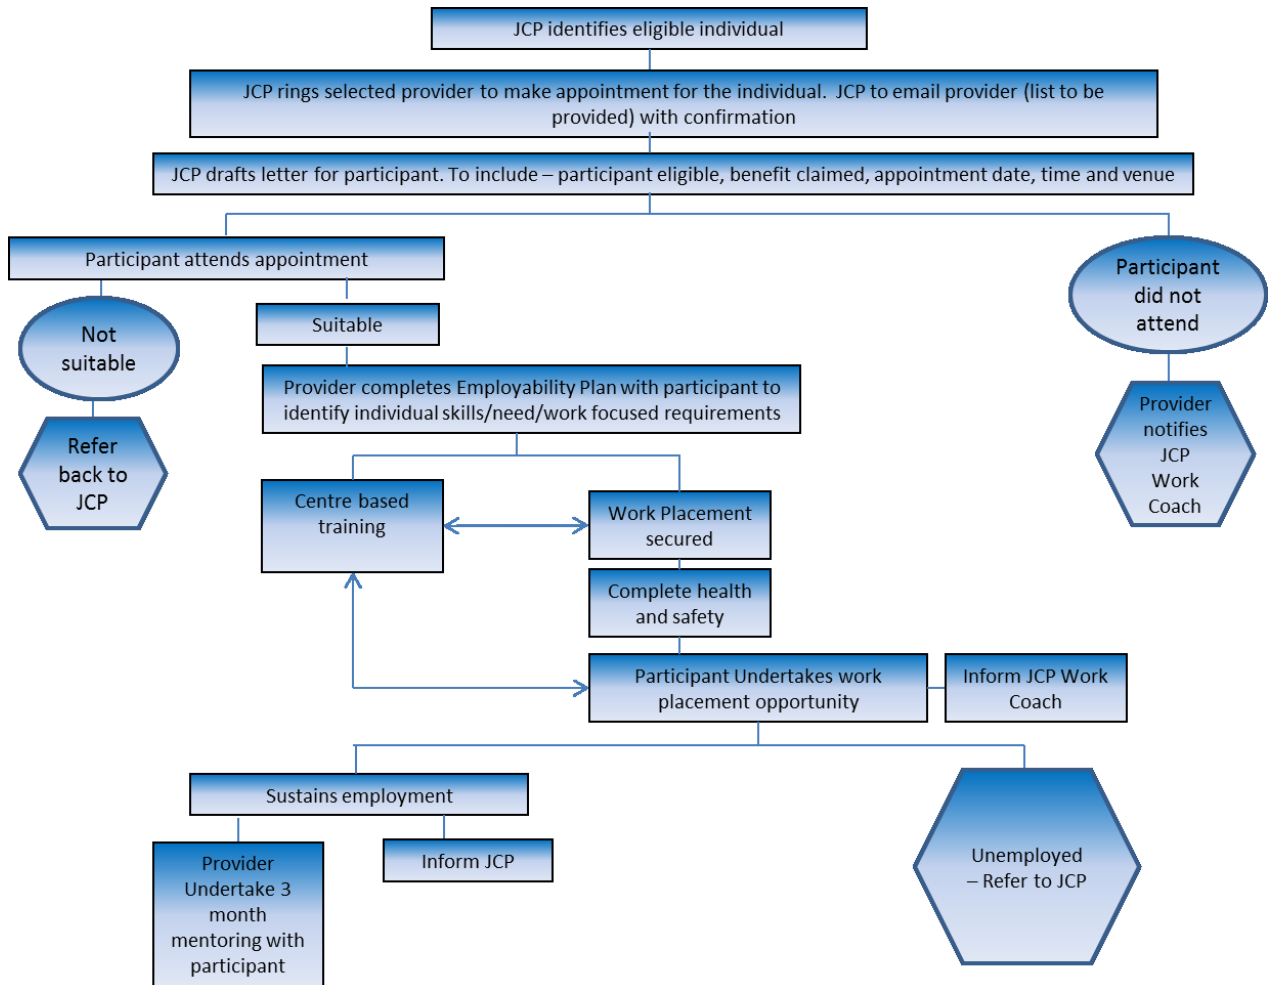 JCP identifies eligible individual
JCP rings selected provider to make appointment for the individual.  JCP to email provider (list to be
provided) with confirmation
JCP drafts letter for participant. To include – participant eligible, benefit claimed, appointment date, time and venue
Participant attends appointment
Participant
did not
attend
Not
suitable
Suitable
Provider completes Employability Plan with participant to
identify individual skills/need/work focused requirements
Refer
back to
JCP
Provider
notifies
JCP
Work
Coach
Centre based
training
Work Placement
secured
Complete health
and safety
Participant Undertakes work
placement opportunity
Inform JCP Work
Coach
Sustains employment
Provider
Undertake 3
month
mentoring with
participant
Inform JCP
Unemployed
– Refer to JCP